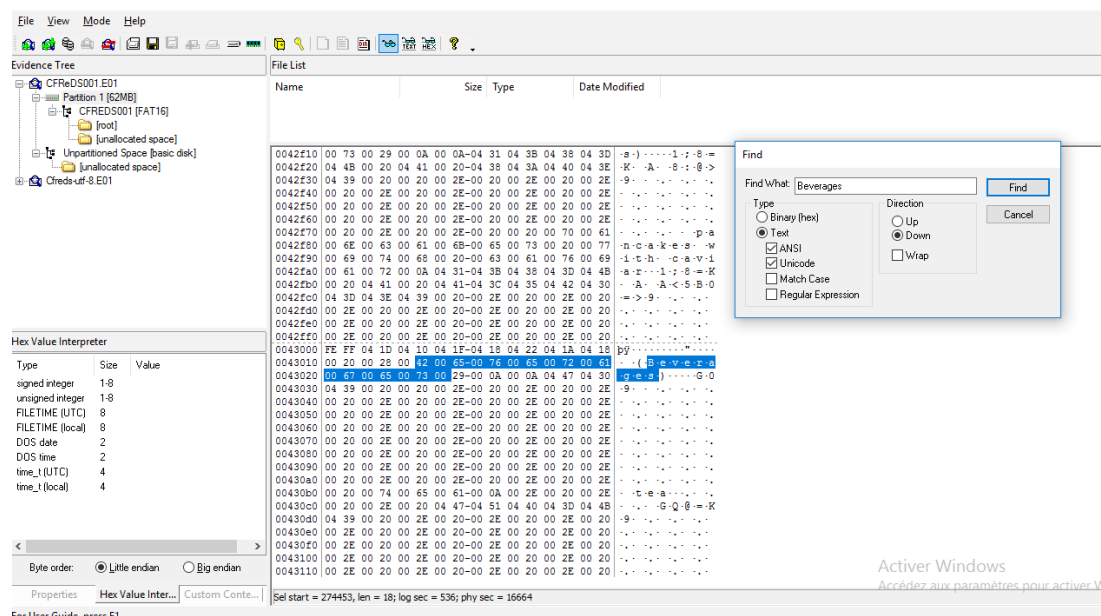 File View Mode Help
Evidence Tree
CFReDS001.E01
Partition 1 [62MB]
CFREDS001 [FAT16]
[root]
[unallocated space]
Unpartitioned Space [basic disk]
[unallocated space]
Cfreds-utf-8.E01
File List
Name Size Type Date Modified
0042f10 00 73 00 29 00 0A 00 0A-04 31 04 3B 04 38 04 3D ·s·)·····1·;·8·=
0042f20 04 4B 00 20 04 41 00 20-04 38 04 3A 04 40 04 3E ·K· ·A· ·8·:·@·>
0042f30 04 39 00 20 00 20 00 2E-00 20 00 2E 00 20 00 2E ·9· · ·.· ·.· ·.
0042f40 00 20 00 2E 00 20 00 2E-00 20 00 2E 00 20 00 2E · ·.· ·.· ·.· ·.
0042f50 00 20 00 2E 00 20 00 2E-00 20 00 2E 00 20 00 2E · ·.· ·.· ·.· ·.
0042f60 00 20 00 2E 00 20 00 2E-00 20 00 2E 00 20 00 2E · ·.· ·.· ·.· ·.
0042f70 00 20 00 2E 00 20 00 2E-00 20 00 20 00 70 00 61 · ·.· ·.· · ·p·a
0042f80 00 6E 00 63 00 61 00 6B-00 65 00 73 00 20 00 77 ·n·c·a·k·e·s· ·w
0042f90 00 69 00 74 00 68 00 20-00 63 00 61 00 76 00 69 ·i·t·h· ·c·a·v·i
0042fa0 00 61 00 72 00 0A 04 31-04 3B 04 38 04 3D 04 4B ·a·r···1·;·8·=·K
0042fb0 00 20 04 41 00 20 04 41-04 3C 04 35 04 42 04 30 · ·A· ·A·<·5·B·0
0042fc0 04 3D 04 3E 04 39 00 20-00 2E 00 20 00 2E 00 20 ·=·>·9· ·.· ·.· 
0042fd0 00 2E 00 20 00 2E 00 20-00 2E 00 20 00 2E 00 20 ·.· ·.· ·.· ·.· 
0042fe0 00 2E 00 20 00 2E 00 20-00 2E 00 20 00 2E 00 20 ·.· ·.· ·.· ·.· 
0042ff0 00 2E 00 20 00 2E 00 20-00 2E 00 20 00 2E 00 20 ·.· ·.· ·.· ·.· 
0043000 FE FF 04 1D 04 10 04 1F-04 18 04 22 04 1A 04 18 þÿ·········"····
0043010 00 20 00 28 00 42 00 65-00 76 00 65 00 72 00 61 · ·(·B·e·v·e·r·a
0043020 00 67 00 65 00 73 00 29-00 0A 00 0A 04 47 04 30 ·g·e·s·)·····G·0
0043030 04 39 00 20 00 20 00 2E-00 20 00 2E 00 20 00 2E ·9· · ·.· ·.· ·.
0043040 00 20 00 2E 00 20 00 2E-00 20 00 2E 00 20 00 2E · ·.· ·.· ·.· ·.
0043050 00 20 00 2E 00 20 00 2E-00 20 00 2E 00 20 00 2E · ·.· ·.· ·.· ·.
0043060 00 20 00 2E 00 20 00 2E-00 20 00 2E 00 20 00 2E · ·.· ·.· ·.· ·.
0043070 00 20 00 2E 00 20 00 2E-00 20 00 2E 00 20 00 2E · ·.· ·.· ·.· ·.
0043080 00 20 00 2E 00 20 00 2E-00 20 00 2E 00 20 00 2E · ·.· ·.· ·.· ·.
0043090 00 20 00 2E 00 20 00 2E-00 20 00 2E 00 20 00 2E · ·.· ·.· ·.· ·.
00430a0 00 20 00 2E 00 20 00 2E-00 20 00 2E 00 20 00 2E · ·.· ·.· ·.· ·.
00430b0 00 20 00 74 00 65 00 61-00 0A 00 2E 00 20 00 2E · ·t·e·a···.· ·.
00430c0 00 20 00 2E 00 20 04 47-04 51 04 40 04 3D 04 4B · ·.· ·G·Q·@·=·K
00430d0 04 39 00 20 00 2E 00 20-00 2E 00 20 00 2E 00 20 ·9· ·.· ·.· ·.· 
00430e0 00 2E 00 20 00 2E 00 20-00 2E 00 20 00 2E 00 20 ·.· ·.· ·.· ·.· 
00430f0 00 2E 00 20 00 2E 00 20-00 2E 00 20 00 2E 00 20 ·.· ·.· ·.· ·.· 
0043100 00 2E 00 20 00 2E 00 20-00 2E 00 20 00 2E 00 20 ·.· ·.· ·.· ·.· 
0043110 00 2E 00 20 00 2E 00 20-00 2E 00 20 00 2E 00 20 ·.· ·.· ·.· ·.· 
Find
Find What: Beverages
Find
Cancel
Type
Binary (hex)
Text
ANSI
Unicode
Match Case
Regular Expression
Direction
Up
Down
Wrap
Hex Value Interpreter
Type Size Value
signed integer 1-8
unsigned integer 1-8
FILETIME (UTC) 8
FILETIME (local) 8
DOS date 2
DOS time 2
time_t (UTC) 4
time_t (local) 4
Byte order: Little endian Big endian
Properties Hex Value Inter... Custom Conte...
Sel start = 274453, len = 18; log sec = 536; phy sec = 16664
Activer Windows
Accédez aux paramètres pour activer W
For User Guide, press F1